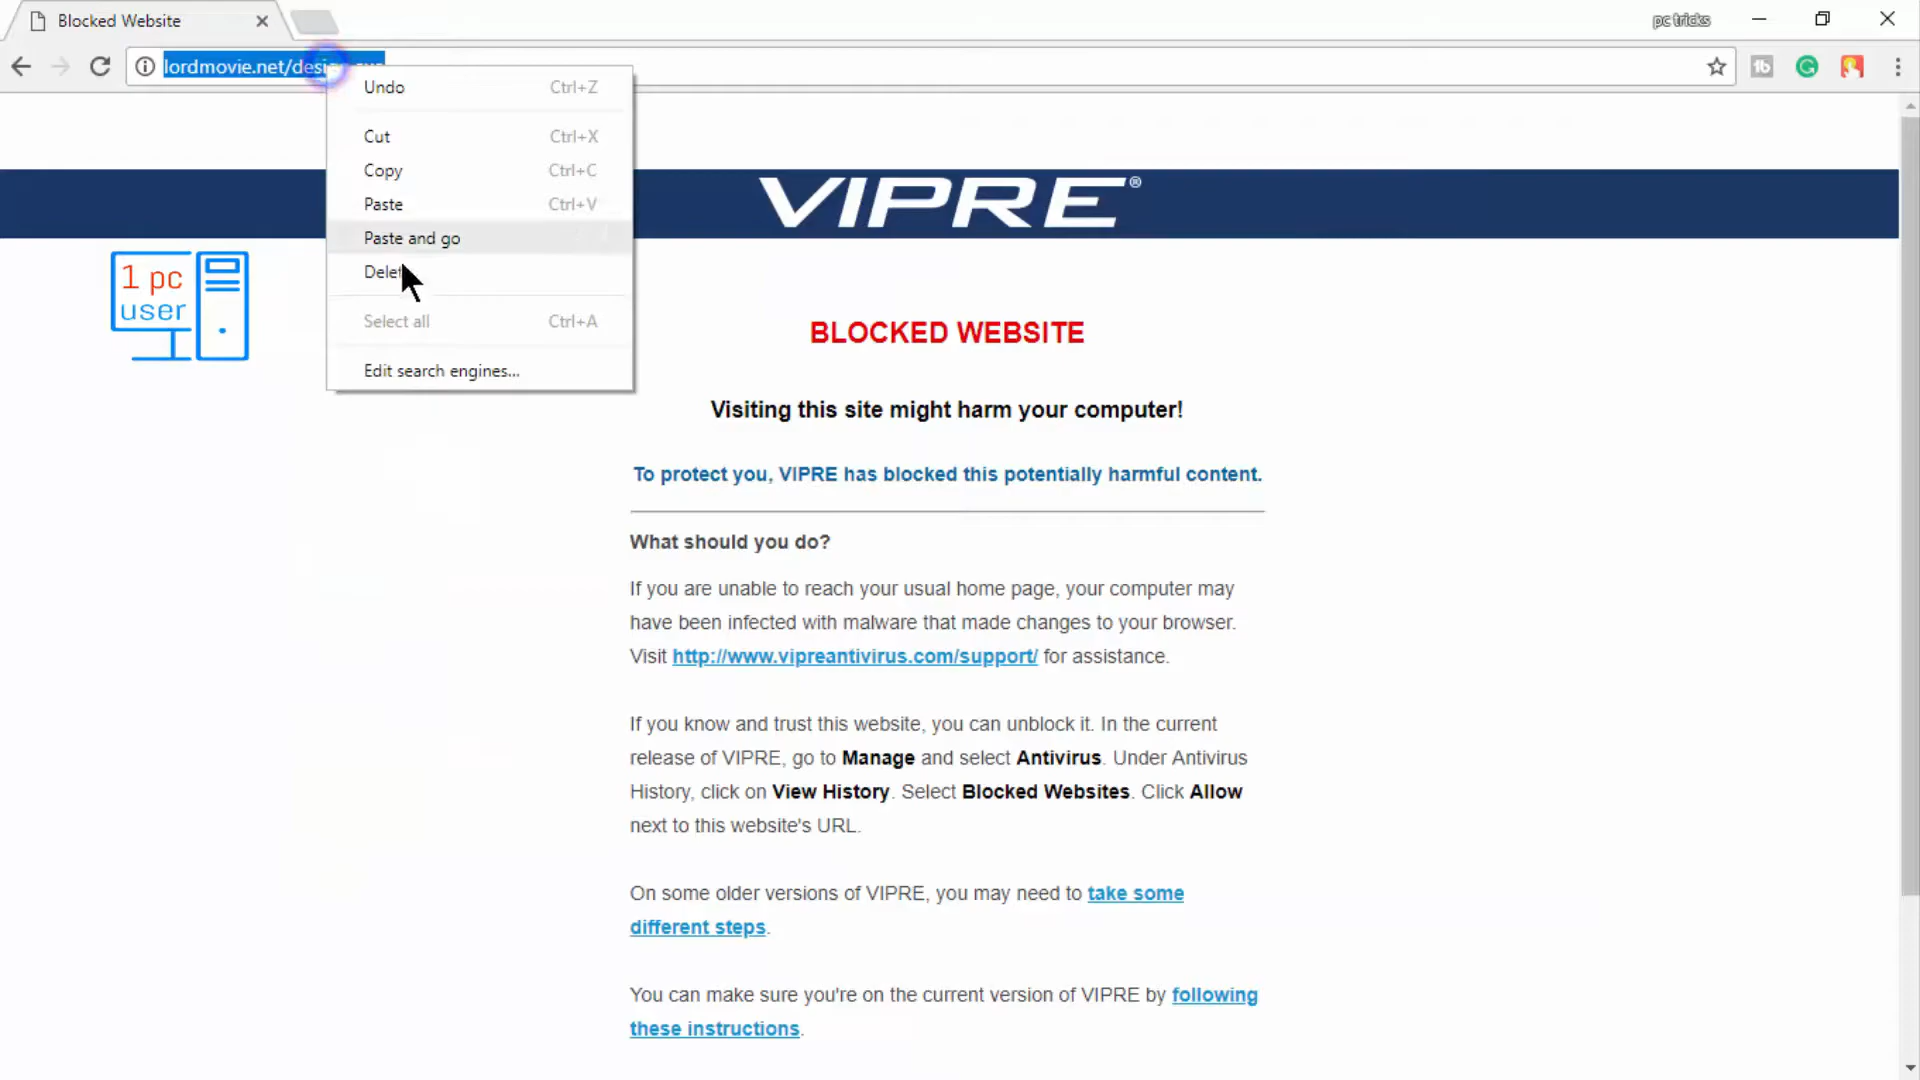 Blocked Website
pc tricks
lordmovie.net/desi
Undo Ctrl+Z
Cut Ctrl+X
Copy Ctrl+C
Paste Ctrl+V
Paste and go
Delet
Select all Ctrl+A
Edit search engines...
VIPRE®
1 pc
user
BLOCKED WEBSITE
Visiting this site might harm your computer!
To protect you, VIPRE has blocked this potentially harmful content.
What should you do?
If you are unable to reach your usual home page, your computer may
have been infected with malware that made changes to your browser.
Visit http://www.vipreantivirus.com/support/ for assistance.
If you know and trust this website, you can unblock it. In the current
release of VIPRE, go to Manage and select Antivirus. Under Antivirus
History, click on View History. Select Blocked Websites. Click Allow
next to this website's URL.
On some older versions of VIPRE, you may need to take some
different steps.
You can make sure you're on the current version of VIPRE by following
these instructions.